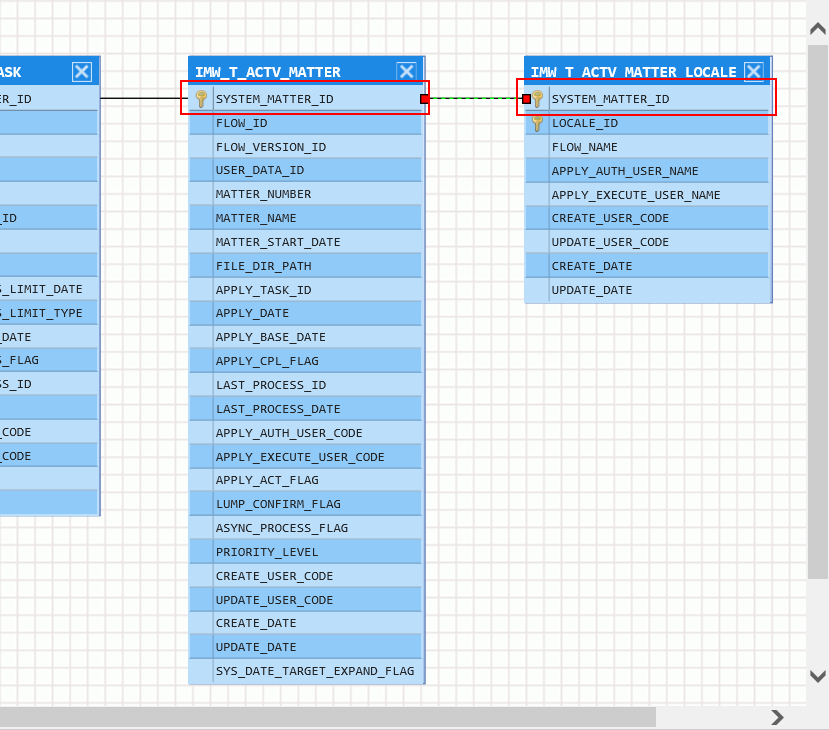 ASK
ER_ID
_ID
S_LIMIT_DATE
S_LIMIT_TYPE
_DATE
S_FLAG
SS_ID
_CODE
_CODE
IMW_T_ACTV_MATTER
SYSTEM_MATTER_ID
FLOW_ID
FLOW_VERSION_ID
USER_DATA_ID
MATTER_NUMBER
MATTER_NAME
MATTER_START_DATE
FILE_DIR_PATH
APPLY_TASK_ID
APPLY_DATE
APPLY_BASE_DATE
APPLY_CPL_FLAG
LAST_PROCESS_ID
LAST_PROCESS_DATE
APPLY_AUTH_USER_CODE
APPLY_EXECUTE_USER_CODE
APPLY_ACT_FLAG
LUMP_CONFIRM_FLAG
ASYNC_PROCESS_FLAG
PRIORITY_LEVEL
CREATE_USER_CODE
UPDATE_USER_CODE
CREATE_DATE
UPDATE_DATE
SYS_DATE_TARGET_EXPAND_FLAG
IMW_T_ACTV_MATTER_LOCALE
SYSTEM_MATTER_ID
LOCALE_ID
FLOW_NAME
APPLY_AUTH_USER_NAME
APPLY_EXECUTE_USER_NAME
CREATE_USER_CODE
UPDATE_USER_CODE
CREATE_DATE
UPDATE_DATE